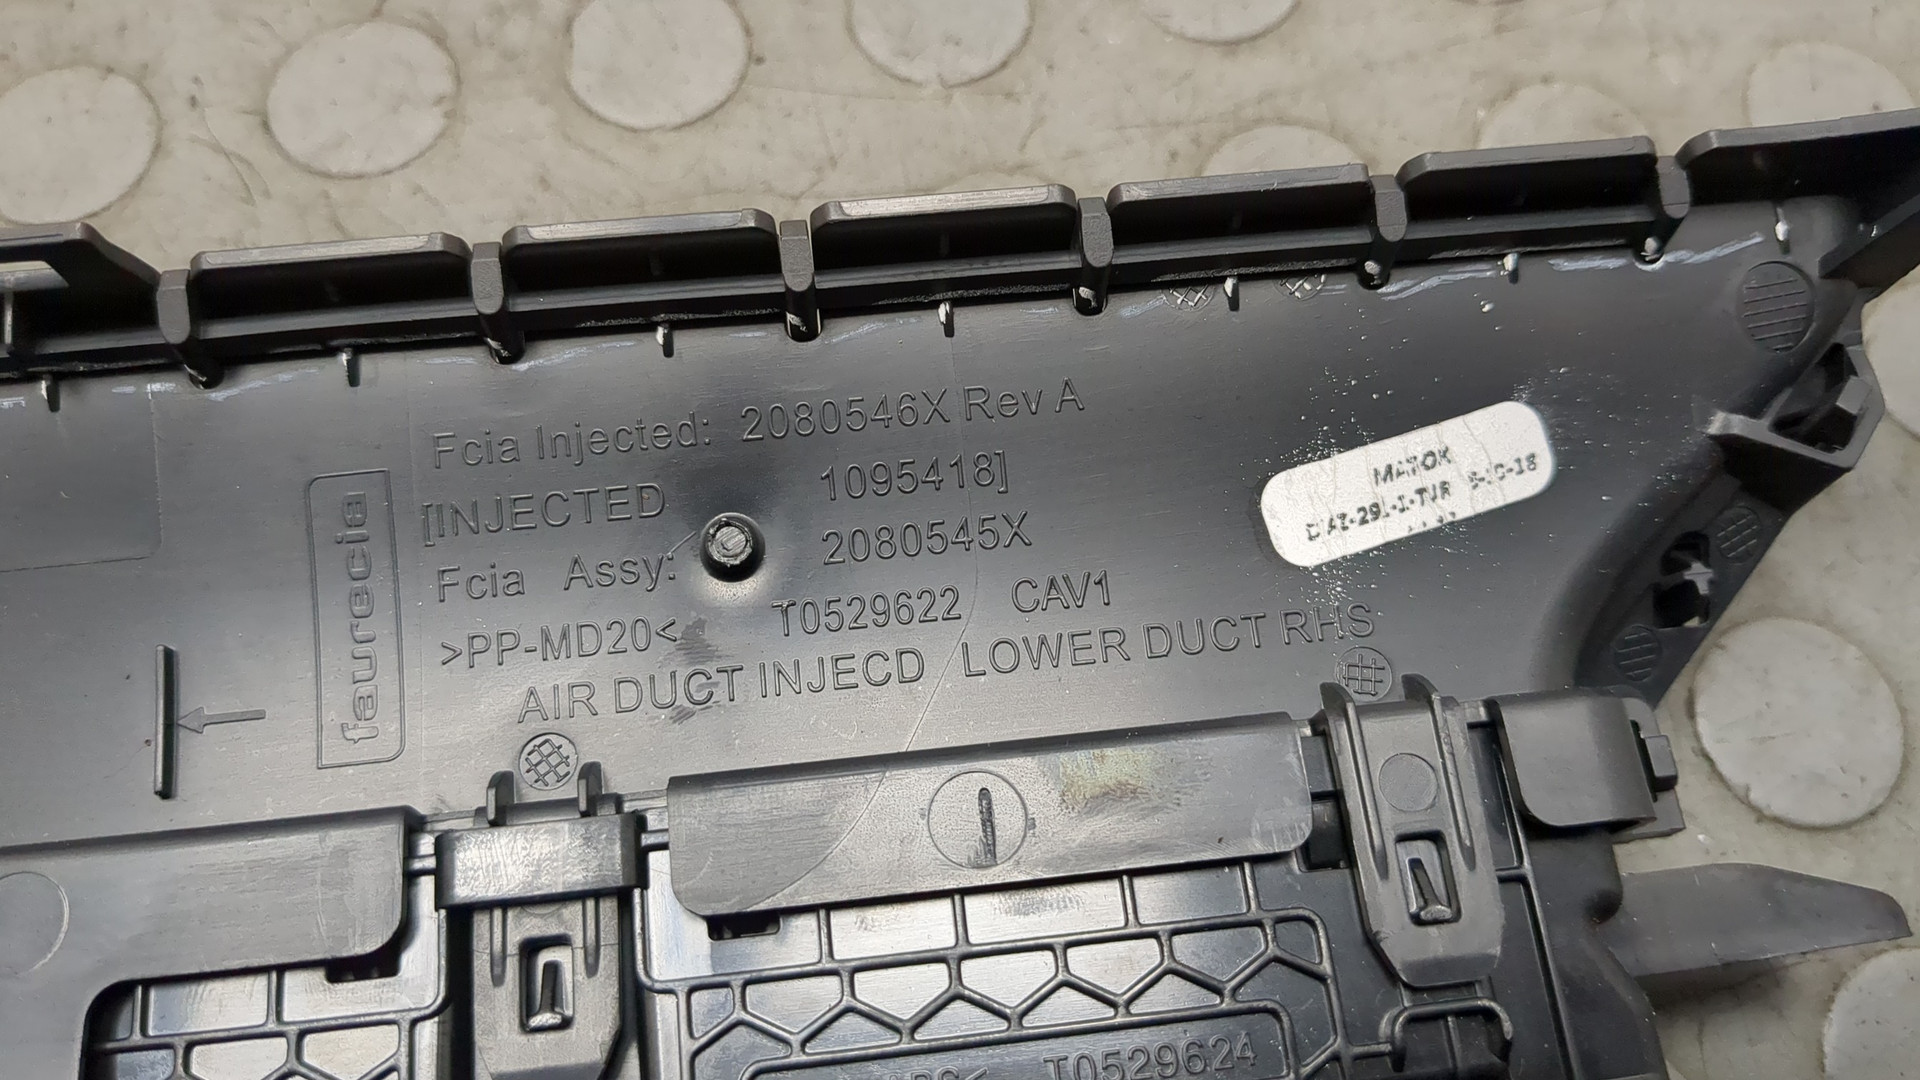 faurecia
Fcia Injected: 2080546X Rev A
[INJECTED 1095418]
Fcia Assy: 2080545X
>PP-MD20< T0529622 CAV1
AIR DUCT INJECD LOWER DUCT RHS
T0529624